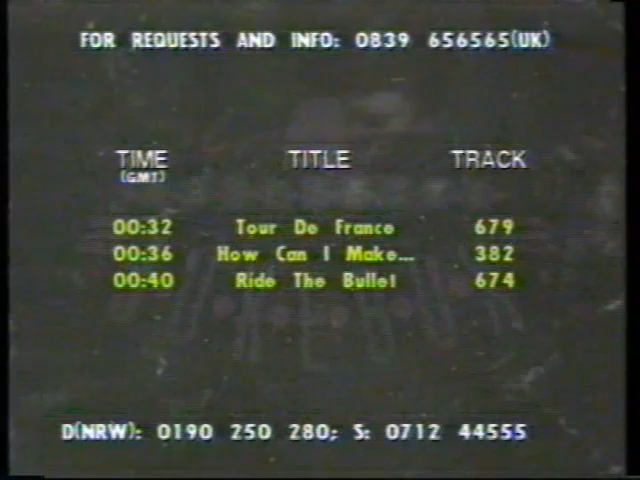 FOR REQUESTS AND INFO: 0839 656565(UK)
TIME TITLE TRACK
(GMT)
00:32 Tour De France 679
00:36 How Can I Make... 382
00:40 Ride The Bullet 674
D(NRW): 0190 250 280; S: 0712 44555